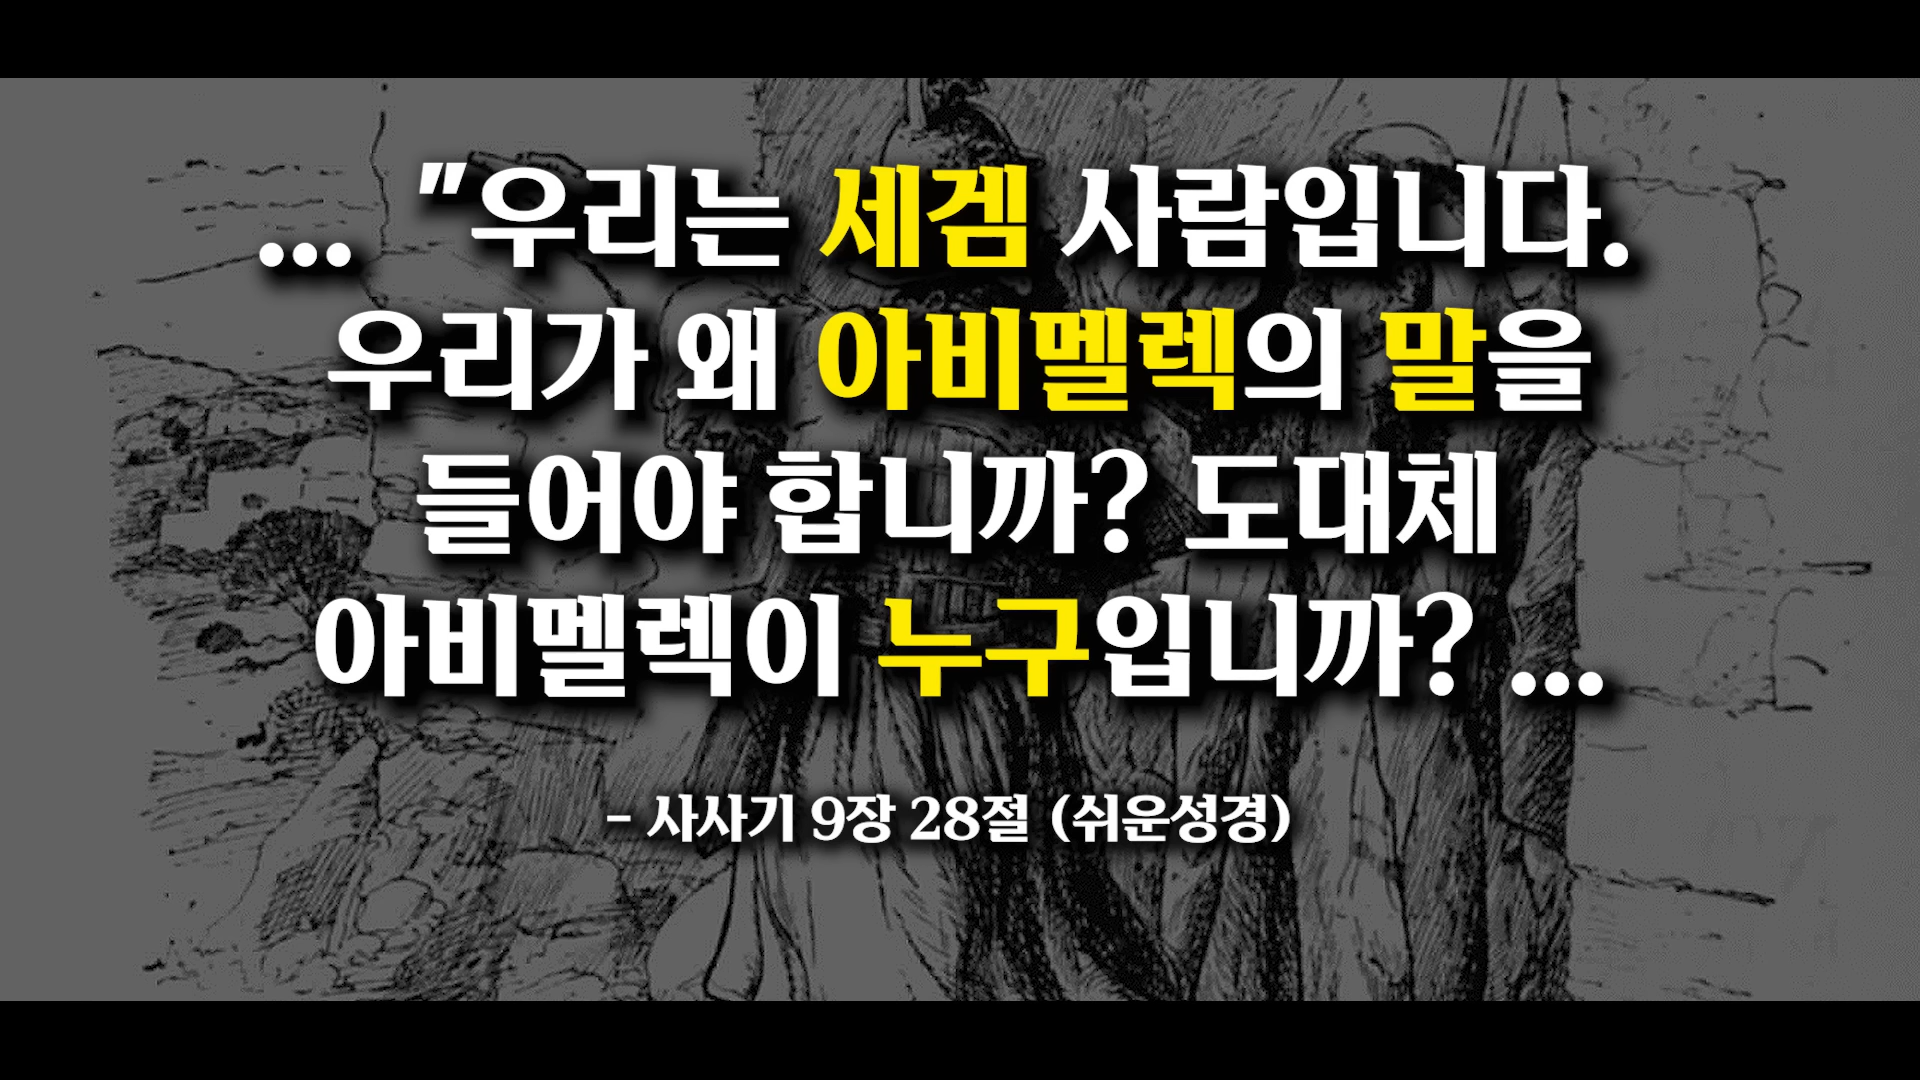 ... "우리는 세겜 사람입니다.
우리가 왜 아비멜렉의 말을
들어야 합니까? 도대체
아비멜렉이 누구입니까? ...
- 사사기 9장 28절 (쉬운성경)